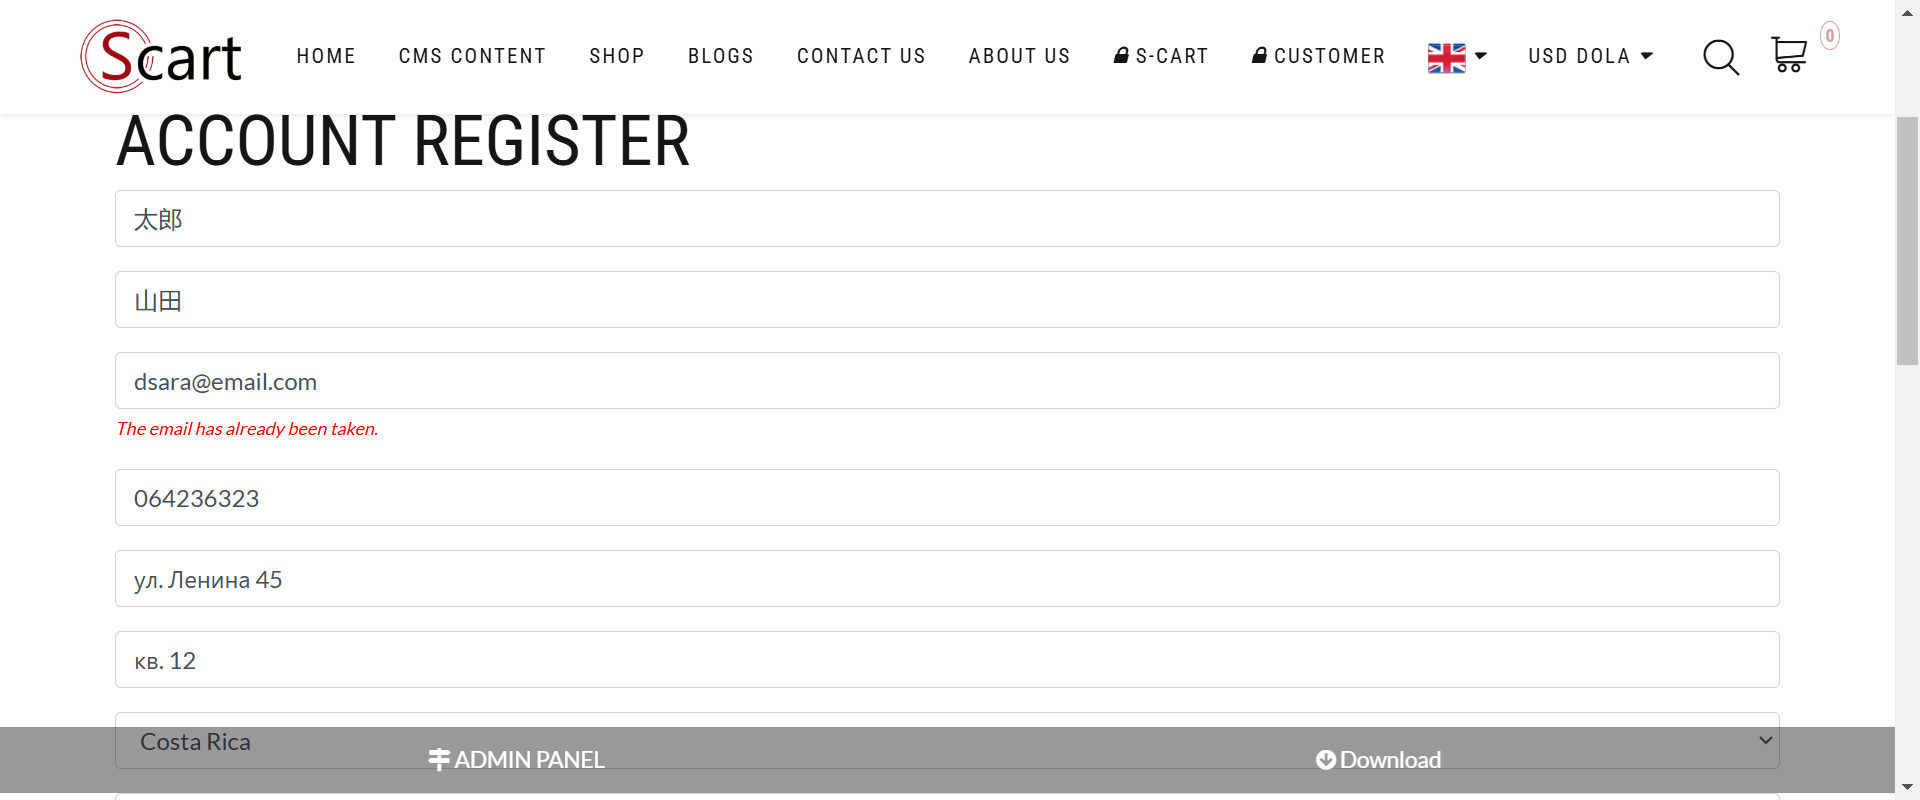 Scart
HOME
CMS CONTENT
SHOP
BLOGS
CONTACT US
ABOUT US
S-CART
CUSTOMER
USD DOLA
0
ACCOUNT REGISTER
太郎
山田
dsara@email.com
The email has already been taken.
064236323
ул. Ленина 45
кв. 12
Costa Rica
ADMIN PANEL
Download